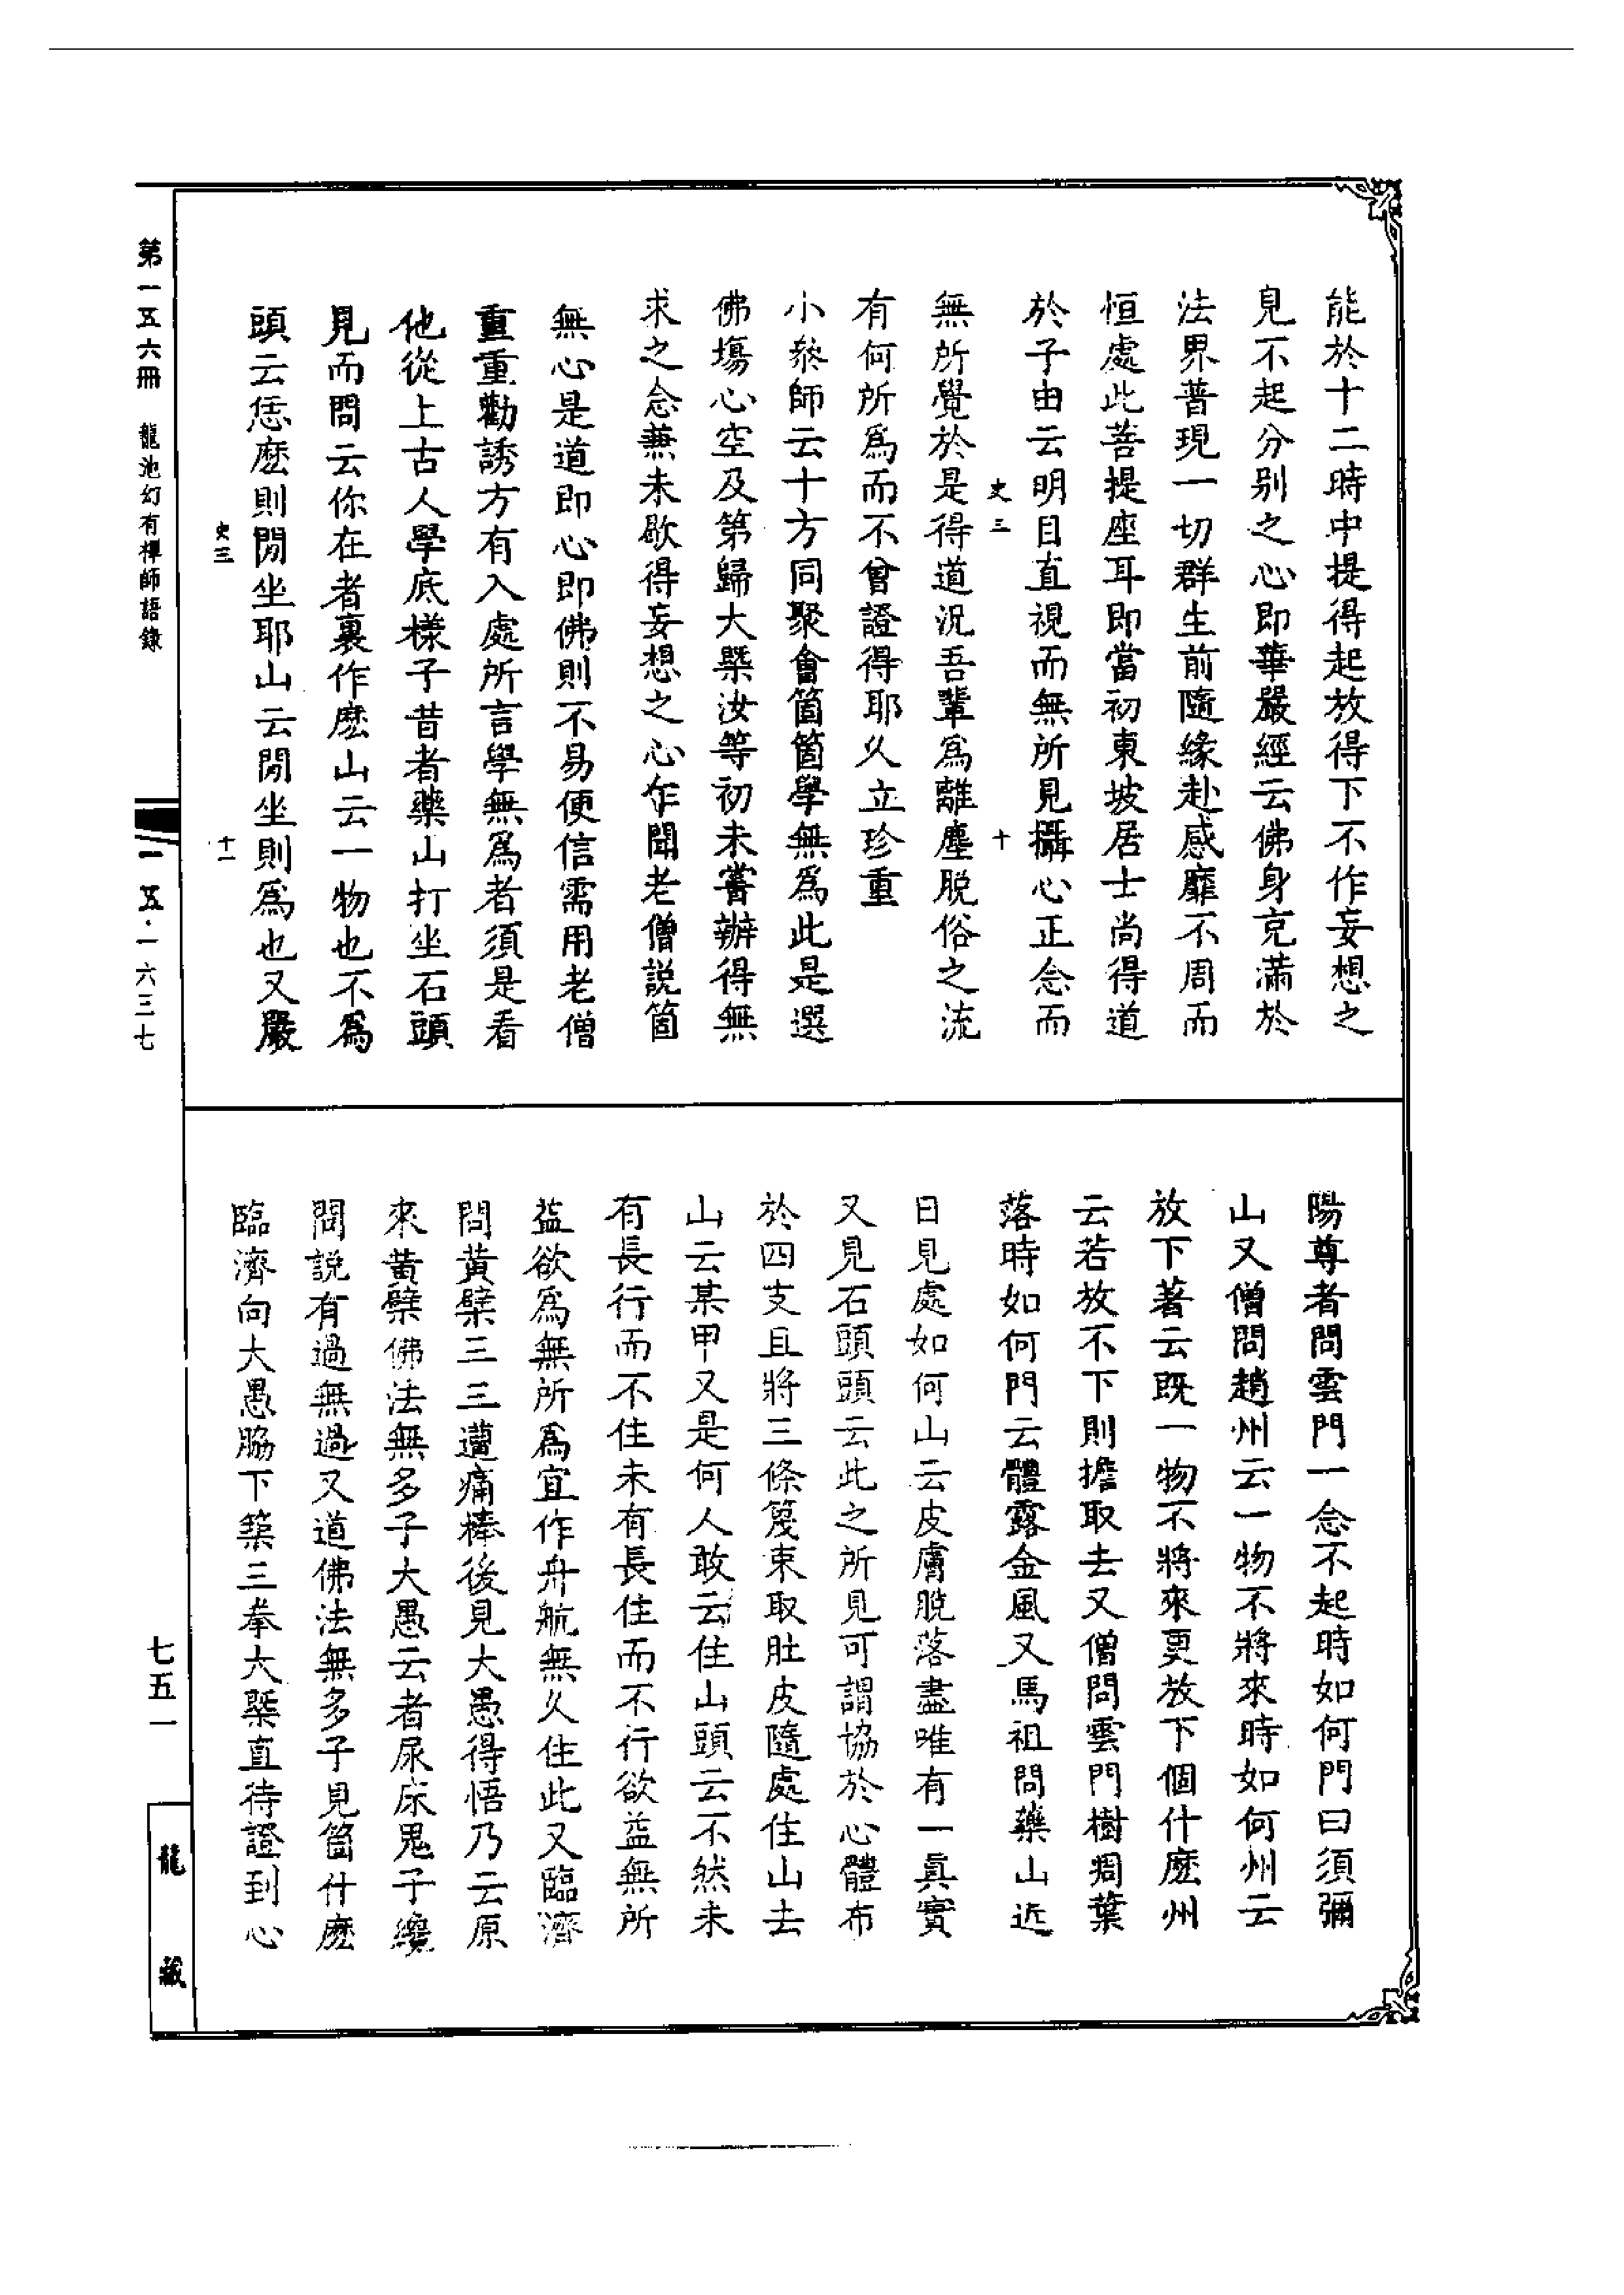 能於十二時中提得起放得下不作妄想之
見不起分别之心即華嚴經云佛身充滿於
法界普現一切群生前隨緣赴感靡不周而
恒處此菩提座耳即當初東坡居士尚得道
於子由云明目直視而無所見攝心正念而
史三 十
無所覺於是得道況吾輩爲離塵脫俗之流
有何所爲而不曾證得耶久立珍重
小叅師云十方同聚會箇箇學無爲此是選
佛塲心空及第歸大槩汝等初未嘗辦得無
求之念兼未歇得妄想之心乍聞老僧說箇
無心是道即心即佛則不易便信需用老僧
重重勸誘方有入處所言學無爲者須是看
他從上古人學底樣子昔者藥山打坐石頭
見而問云你在者裏作麽山云一物也不爲
頭云恁麽則閒坐耶山云閒坐則爲也又嚴
史三 十一
陽尊者問雲門一念不起時如何門曰須彌
山又僧問趙州云一物不將來時如何州云
放下著云既一物不將來更放下個什麽州
云若放不下則擔取去又僧問雲門樹凋葉
落時如何門云體露金風又馬祖問藥山近
日見處如何山云皮膚脫落盡唯有一眞實
又見石頭頭云此之所見可謂協於心體布
於四支且將三條篾束取肚皮隨處住山去
山云某甲又是何人敢云住山頭云不然未
有長行而不住未有長住而不行欲益無所
益欲爲無所爲宜作舟航無久住此又臨濟
問黃檗三三遭痛棒後見大愚得悟乃云原
來黃檗佛法無多子大愚云者尿床鬼子纔
問說有過無過又道佛法無多子見箇什麽
臨濟向大愚脇下築三拳大槩直待證到心
第一五六冊 龍池幻有禪師語錄
一五·一六三七
七五一
龍藏